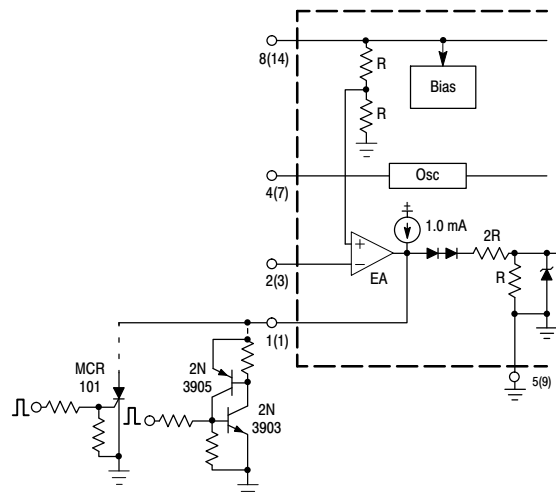 8(14)
R
Bias
R
4(7)
Osc
1.0 mA
2R
2(3)
EA
R
1(1)
5(9)
MCR
101
2N
3905
2N
3903